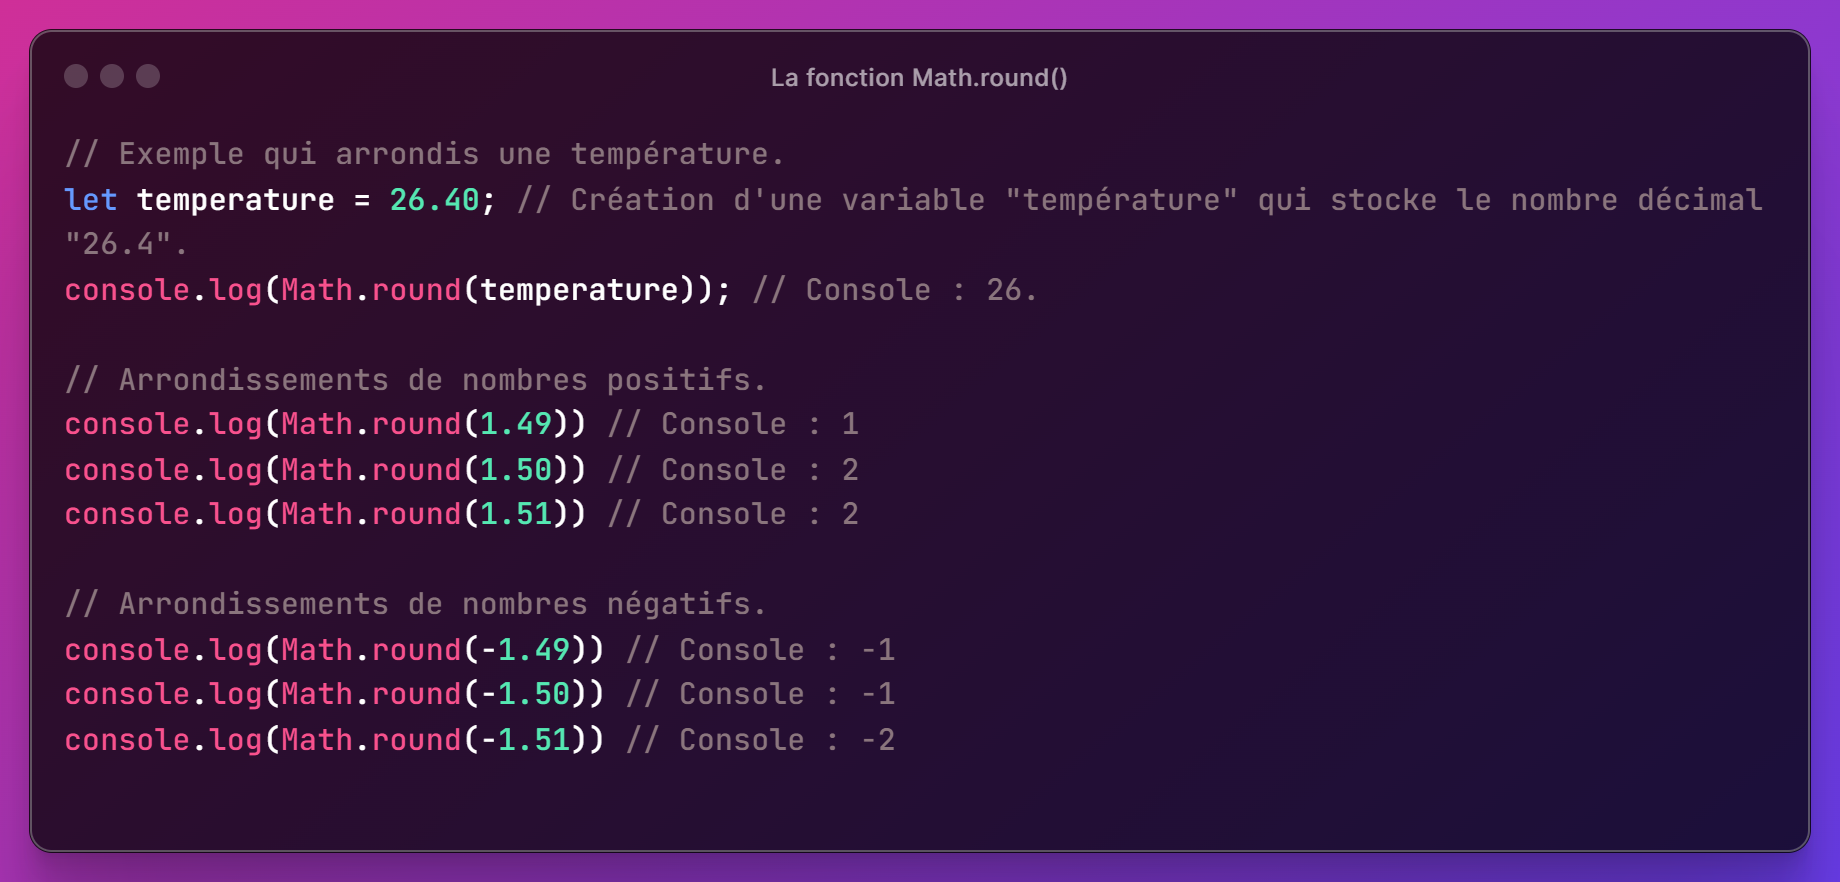 La fonction Math.round()
// Exemple qui arrondis une température.
let temperature = 26.40; // Création d'une variable "température" qui stocke le nombre décimal
"26.4".
console.log(Math.round(temperature)); // Console : 26.
// Arrondissements de nombres positifs.
console.log(Math.round(1.49)) // Console : 1
console.log(Math.round(1.50)) // Console : 2
console.log(Math.round(1.51)) // Console : 2
// Arrondissements de nombres négatifs.
console.log(Math.round(-1.49)) // Console : -1
console.log(Math.round(-1.50)) // Console : -1
console.log(Math.round(-1.51)) // Console : -2